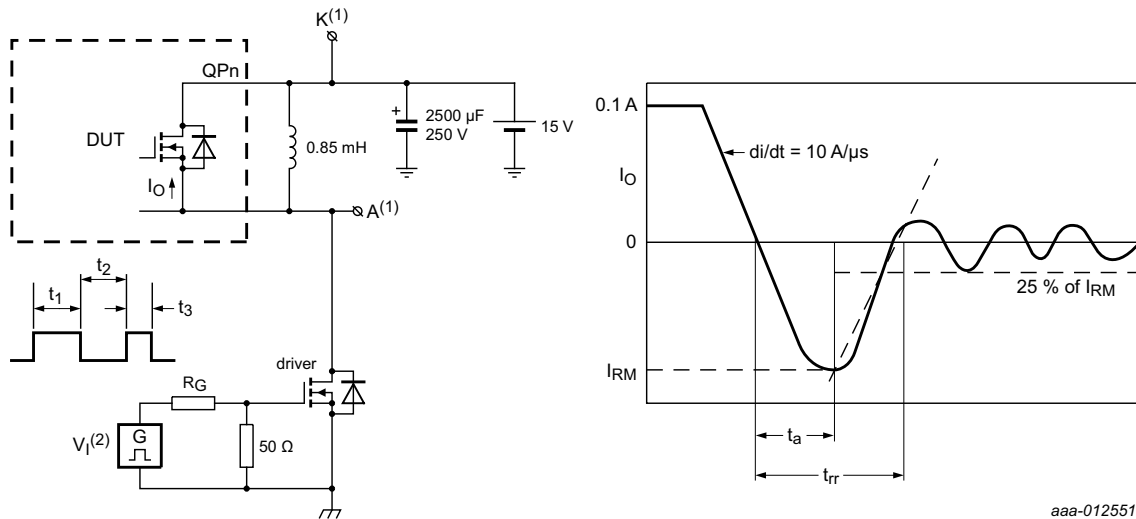 K(1)
QPn
DUT
IO
0.85 mH
+
2500 µF
250 V
15 V
A(1)
t1
t2
t3
driver
RG
VI(2)
G
50 Ω
0.1 A
di/dt = 10 A/µs
IO
0
25 % of IRM
IRM
ta
trr
aaa-012551